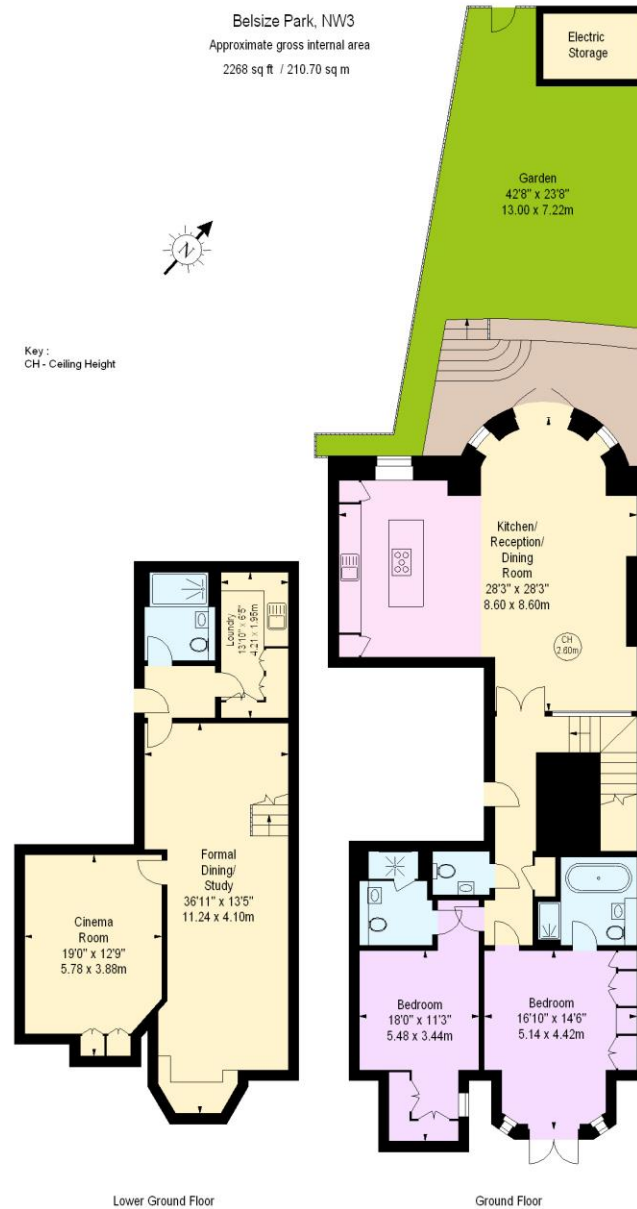 Belsize Park, NW3
Approximate gross internal area
2268 sq ft / 210.70 sq m
Electric
Storage
Garden
42'8" x 23'8"
13.00 x 7.22m
N
Key :
CH - Ceiling Height
Kitchen/
Reception/
Dining
Room
28'3" x 28'3"
8.60 x 8.60m
CH
2.60m
Loundry
13'10" x 6'5"
4.21 x 1.95m
Formal
Dining/
Study
36'11" x 13'5"
11.24 x 4.10m
Cinema
Room
19'0" x 12'9"
5.78 x 3.88m
Bedroom
18'0" x 11'3"
5.48 x 3.44m
Bedroom
16'10" x 14'6"
5.14 x 4.42m
Lower Ground Floor
Ground Floor